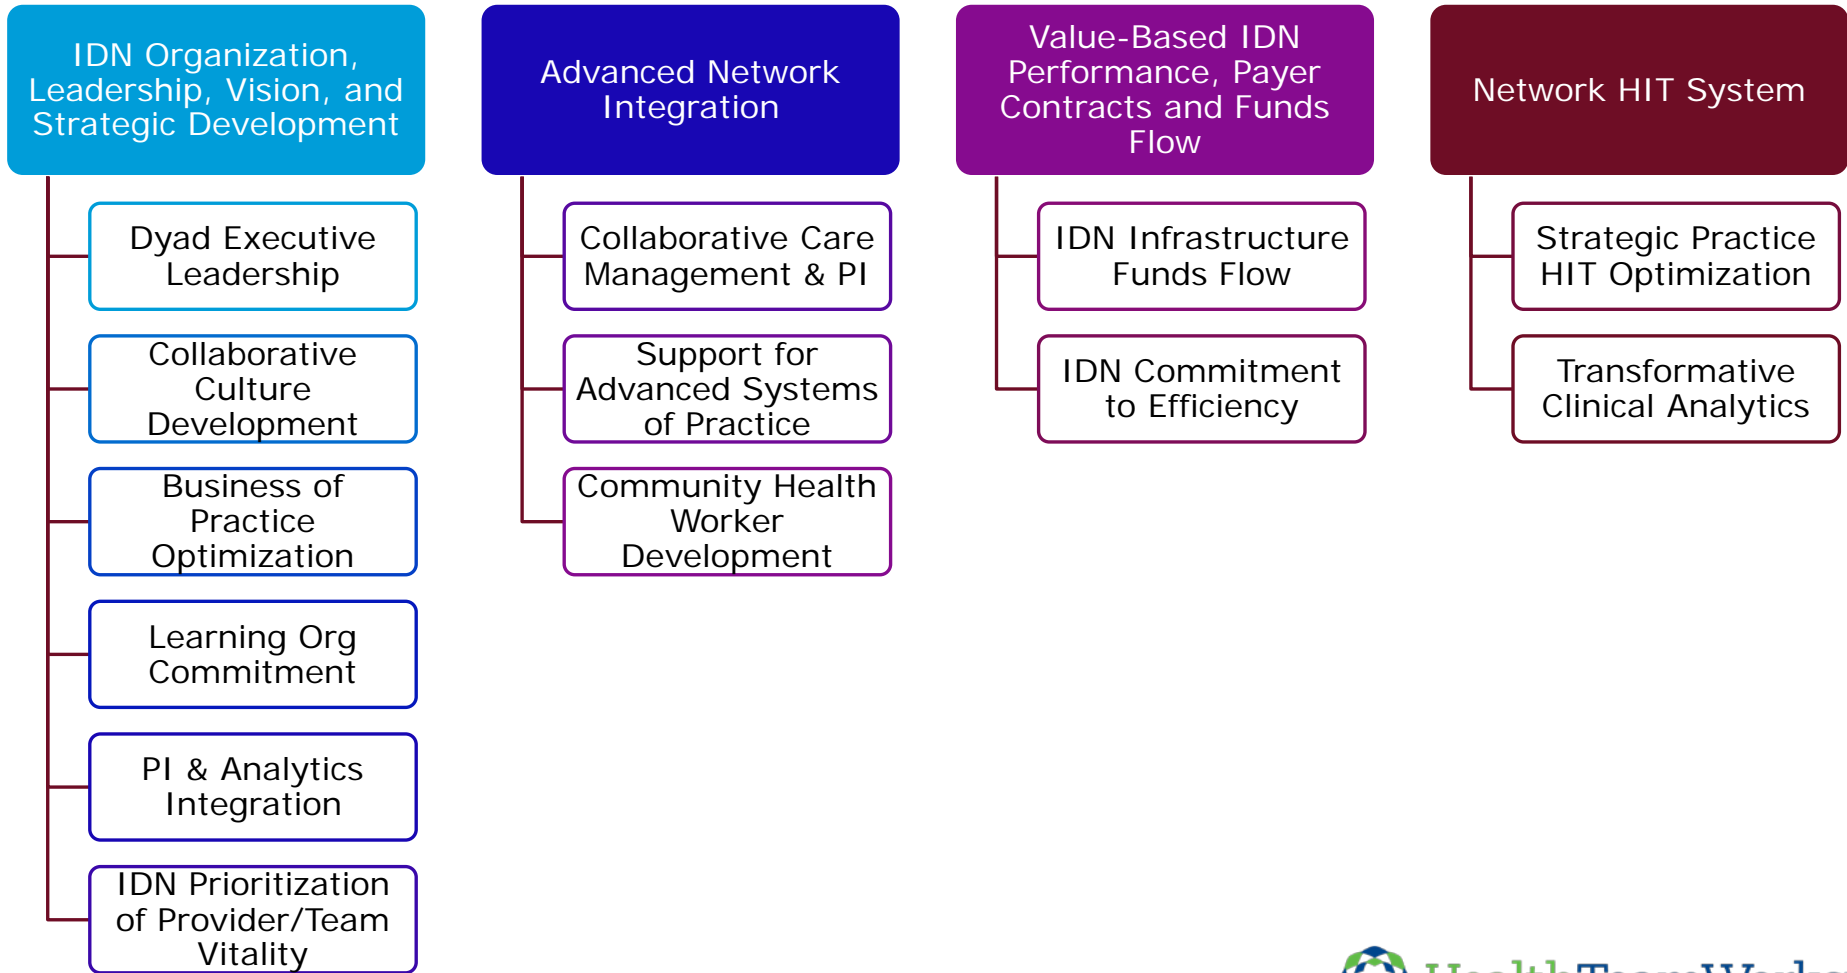 IDN Organization,
Leadership, Vision, and
Strategic Development
Dyad Executive
Leadership
Collaborative
Culture
Development
Business of
Practice
Optimization
Learning Org
Commitment
PI & Analytics
Integration
IDN Prioritization
of Provider/Team
Vitality
Advanced Network
Integration
Collaborative Care
Management & PI
Support for
Advanced Systems
of Practice
Community Health
Worker
Development
Value-Based IDN
Performance, Payer
Contracts and Funds
Flow
IDN Infrastructure
Funds Flow
IDN Commitment
to Efficiency
Network HIT System
Strategic Practice
HIT Optimization
Transformative
Clinical Analytics
HealthTeamWorks